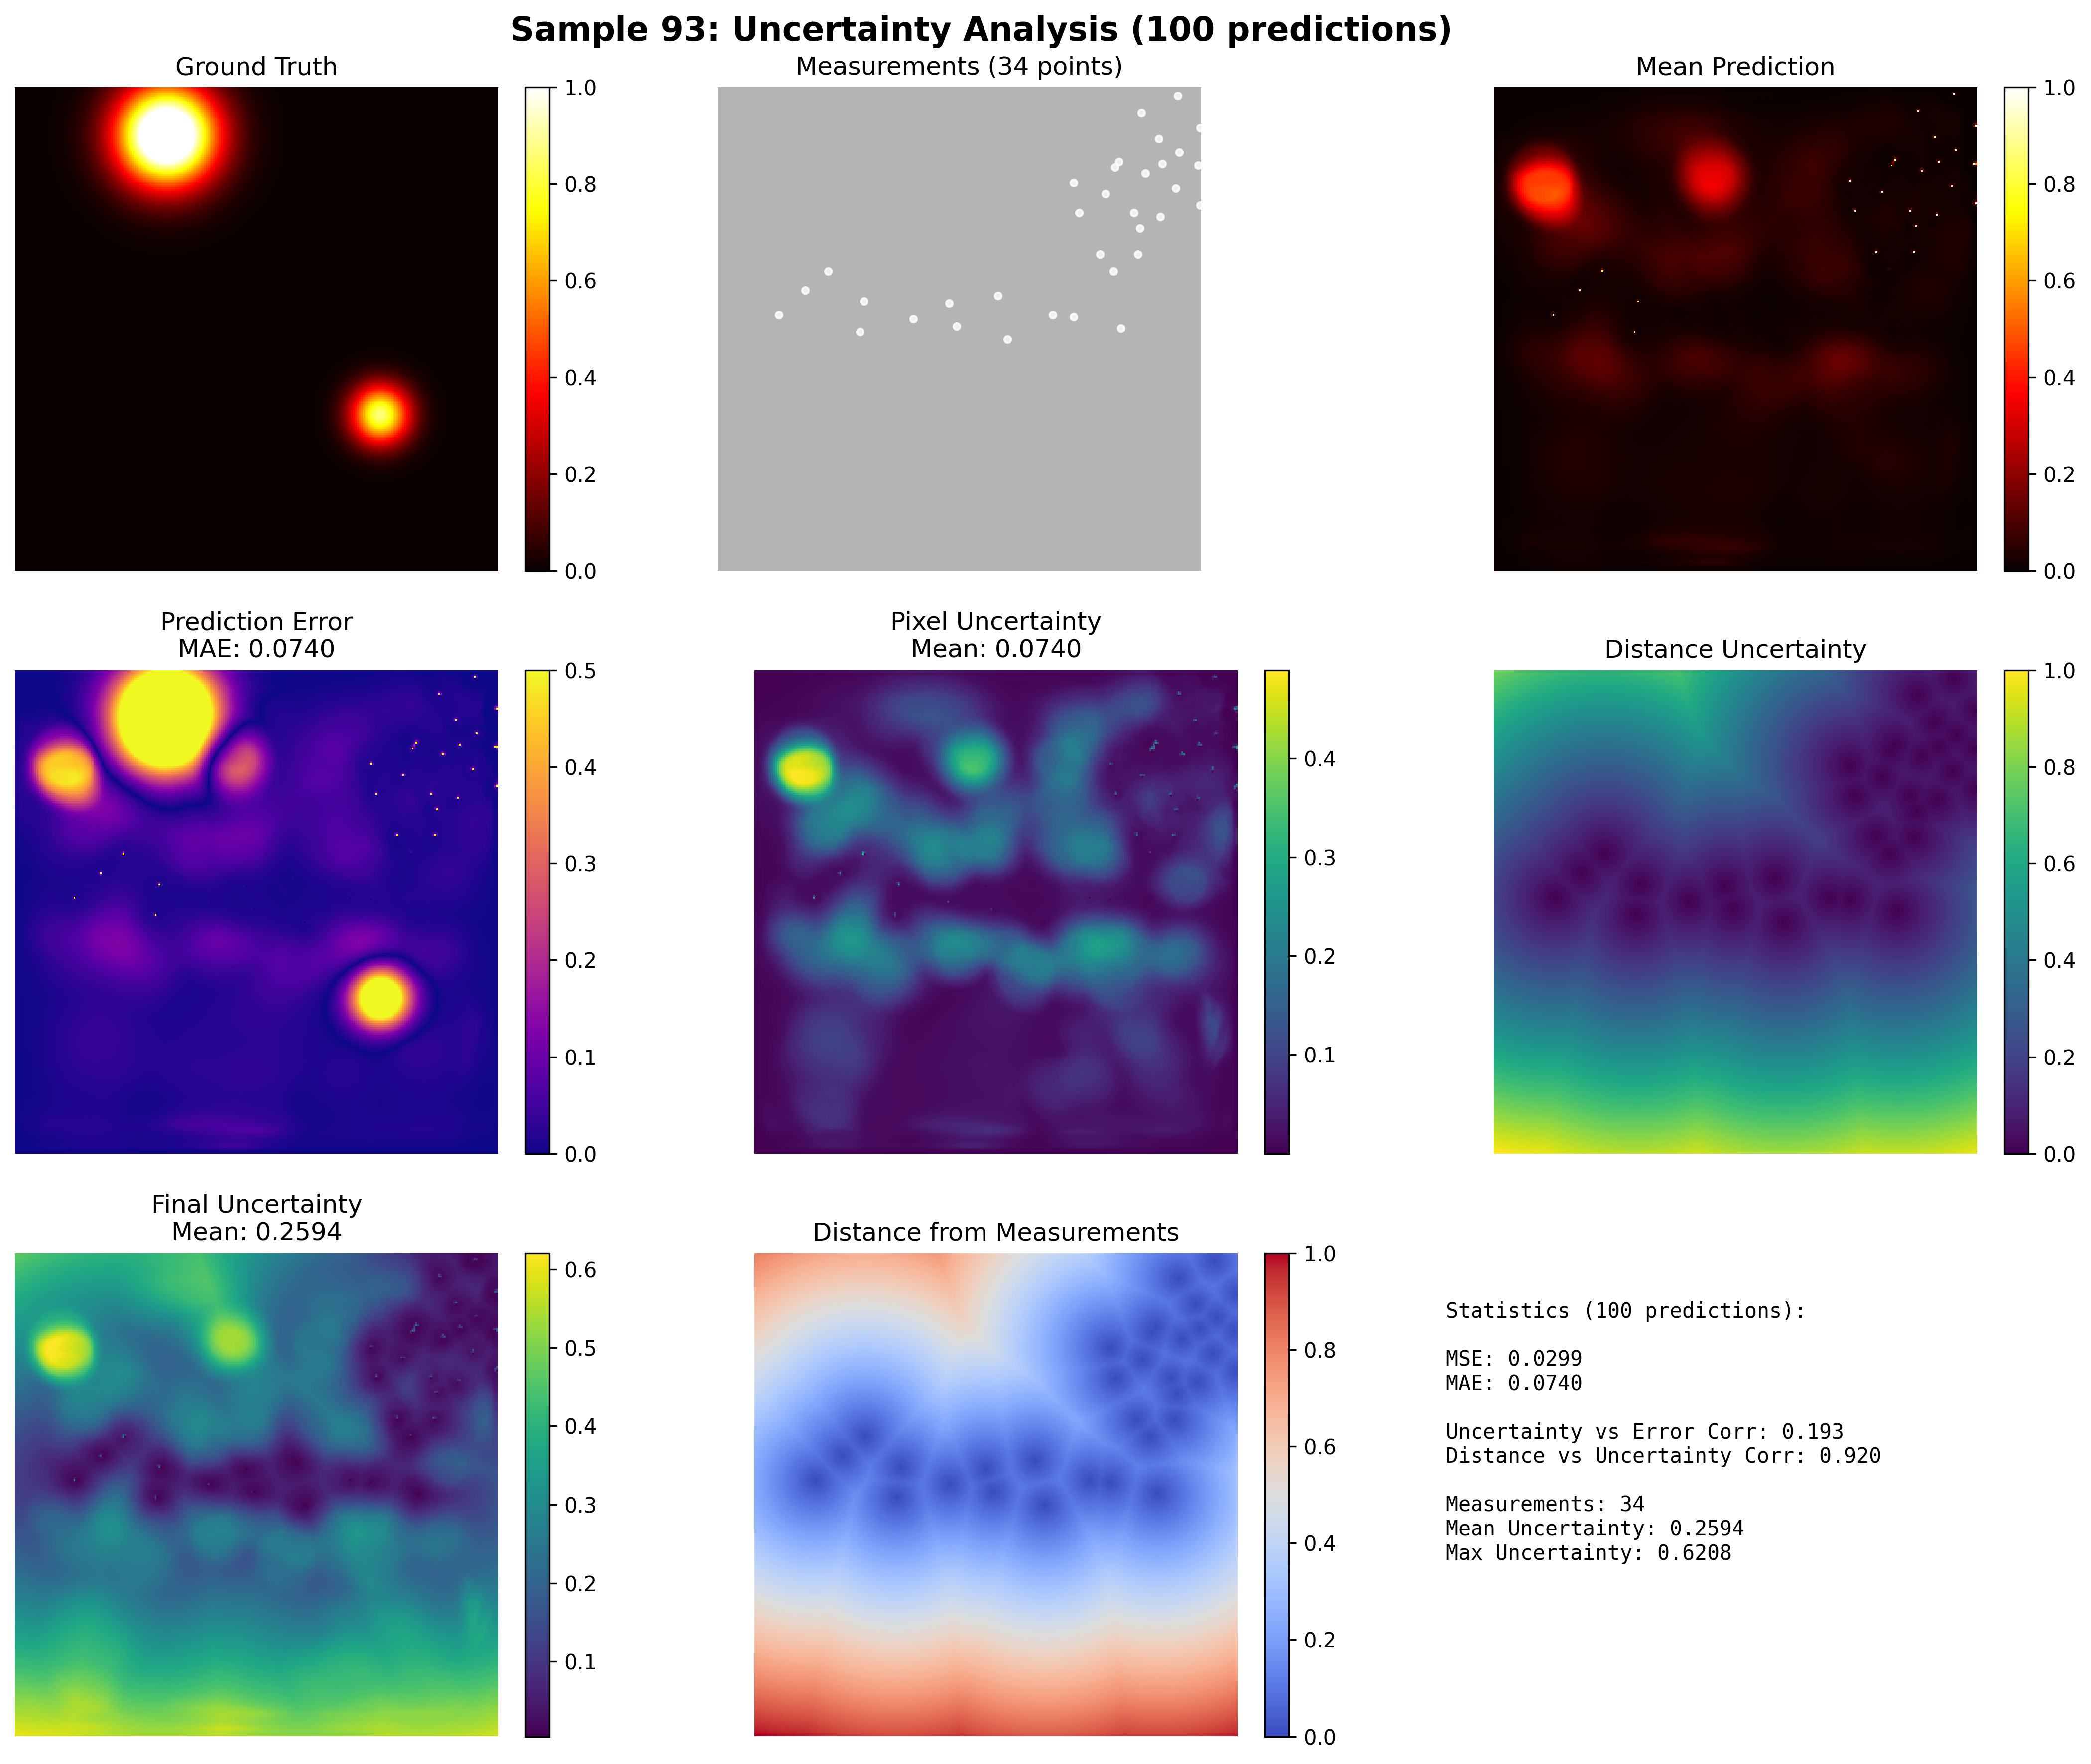 Sample 93: Uncertainty Analysis (100 predictions)
Ground Truth
1.0
0.8
0.6
0.4
0.2
0.0
Measurements (34 points)
Mean Prediction
1.0
0.8
0.6
0.4
0.2
0.0
Prediction Error
MAE: 0.0740
0.5
0.4
0.3
0.2
0.1
0.0
Pixel Uncertainty
Mean: 0.0740
0.4
0.3
0.2
0.1
Distance Uncertainty
1.0
0.8
0.6
0.4
0.2
0.0
Final Uncertainty
Mean: 0.2594
0.6
0.5
0.4
0.3
0.2
0.1
Distance from Measurements
1.0
0.8
0.6
0.4
0.2
0.0
Statistics (100 predictions):
MSE: 0.0299
MAE: 0.0740
Uncertainty vs Error Corr: 0.193
Distance vs Uncertainty Corr: 0.920
Measurements: 34
Mean Uncertainty: 0.2594
Max Uncertainty: 0.6208